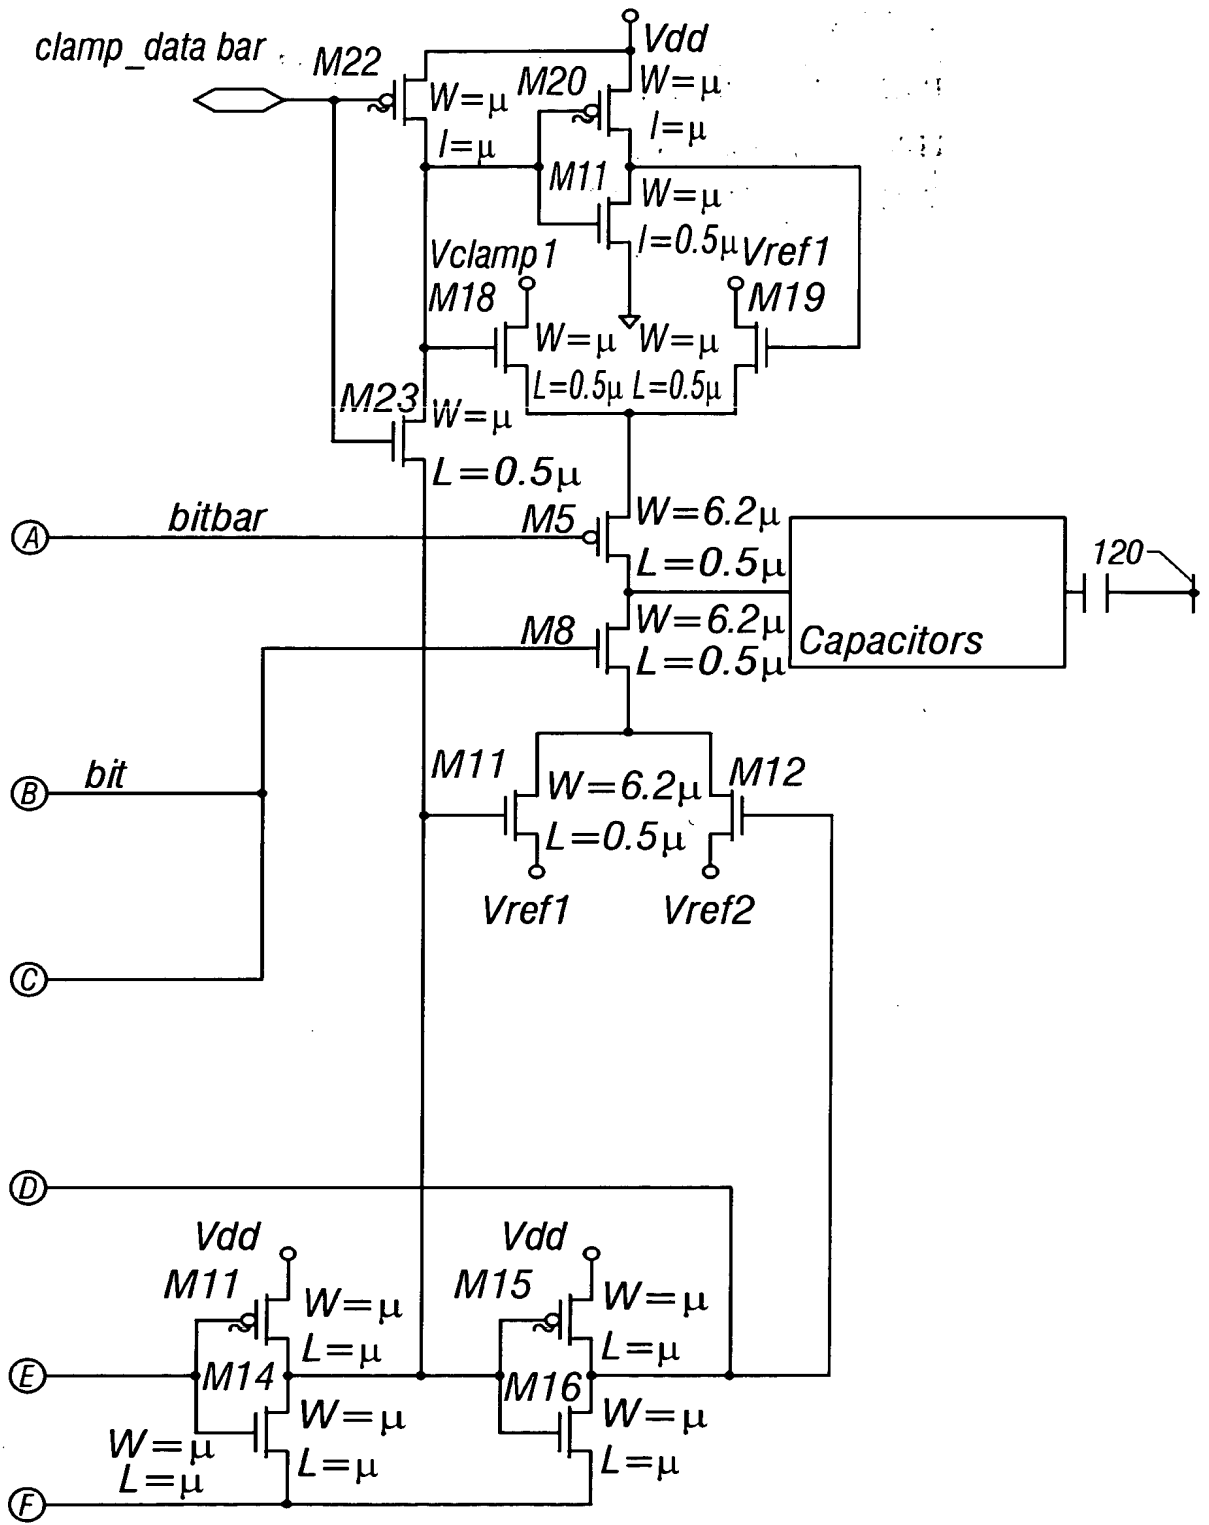 clamp_data bar
M22
Vdd
M20
W=μ
W=μ
l=μ
l=μ
M11
W=μ
l=0.5μ
Vclamp1
Vref1
M18
M19
W=μ
W=μ
L=0.5μ
L=0.5μ
M23
W=μ
L=0.5μ
A
bitbar
M5
W=6.2μ
L=0.5μ
120
M8
W=6.2μ
L=0.5μ
Capacitors
B
bit
M11
W=6.2μ
L=0.5μ
M12
Vref1
Vref2
C
D
Vdd
Vdd
M11
W=μ
L=μ
M15
W=μ
L=μ
E
M14
M16
W=μ
L=μ
W=μ
L=μ
W=μ
L=μ
F